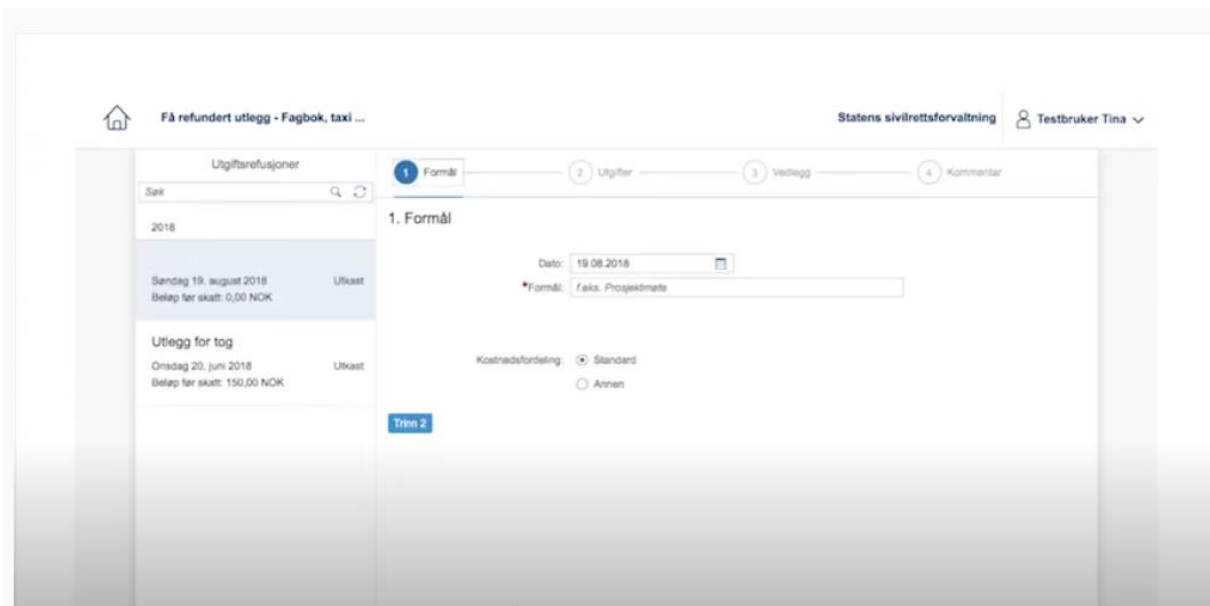 Få refundert utlegg - Fagbok, taxi ...
Statens sivilrettsforvaltning
Testbruker Tina
Utgiftsrefusjoner
1 Formål
2 Utgifter
3 Vedlegg
4 Kommentar
Søk
2018
1. Formål
Søndag 19. august 2018 Utkast
Beløp før skatt: 0,00 NOK
Utlegg for tog
Onsdag 20. juni 2018 Utkast
Beløp før skatt: 150,00 NOK
Dato: 19.08.2018
*Formål: f.eks. Prosjektmøte
Kostnadsfordeling: Standard
Annen
Trinn 2